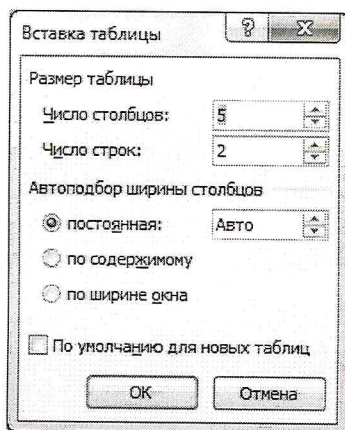 Вставка таблицы
Размер таблицы
Число столбцов: 5
Число строк: 2
Автоподбор ширины столбцов
постоянная: Авто
по содержимому
по ширине окна
По умолчанию для новых таблиц
ОК Отмена